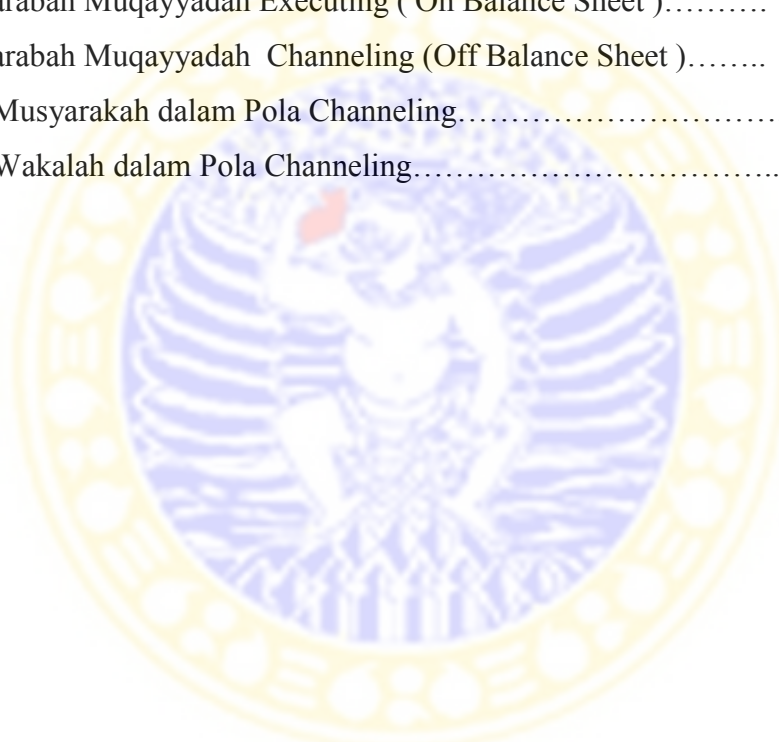 arabah Muqayyadah Executing ( On Balance Sheet )……….
arabah Muqayyadah  Channeling (Off Balance Sheet )……..
Musyarakah dalam Pola Channeling…………………………
Wakalah dalam Pola Channeling……………………………..